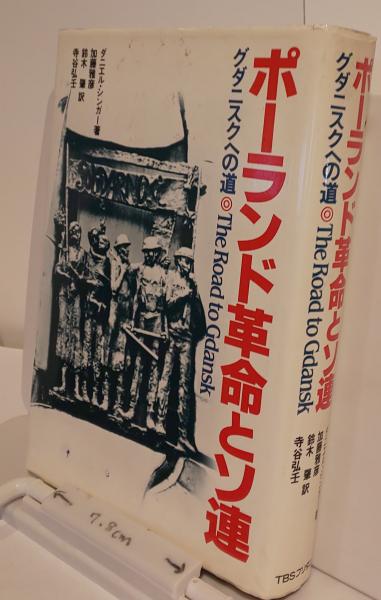 ポーランド革命とソ連
グダニスクへの道◎The Road to Gdansk
ダニエル・シンガー著
加藤雅彦
鈴木肇訳
寺谷弘壬
SOLIDARNOŚĆ
ポーランド革命とソ連
グダニスクへの道◎The Road to Gdansk
加藤雅彦
鈴木肇訳
寺谷弘壬
TBSブリタ
7.8cm